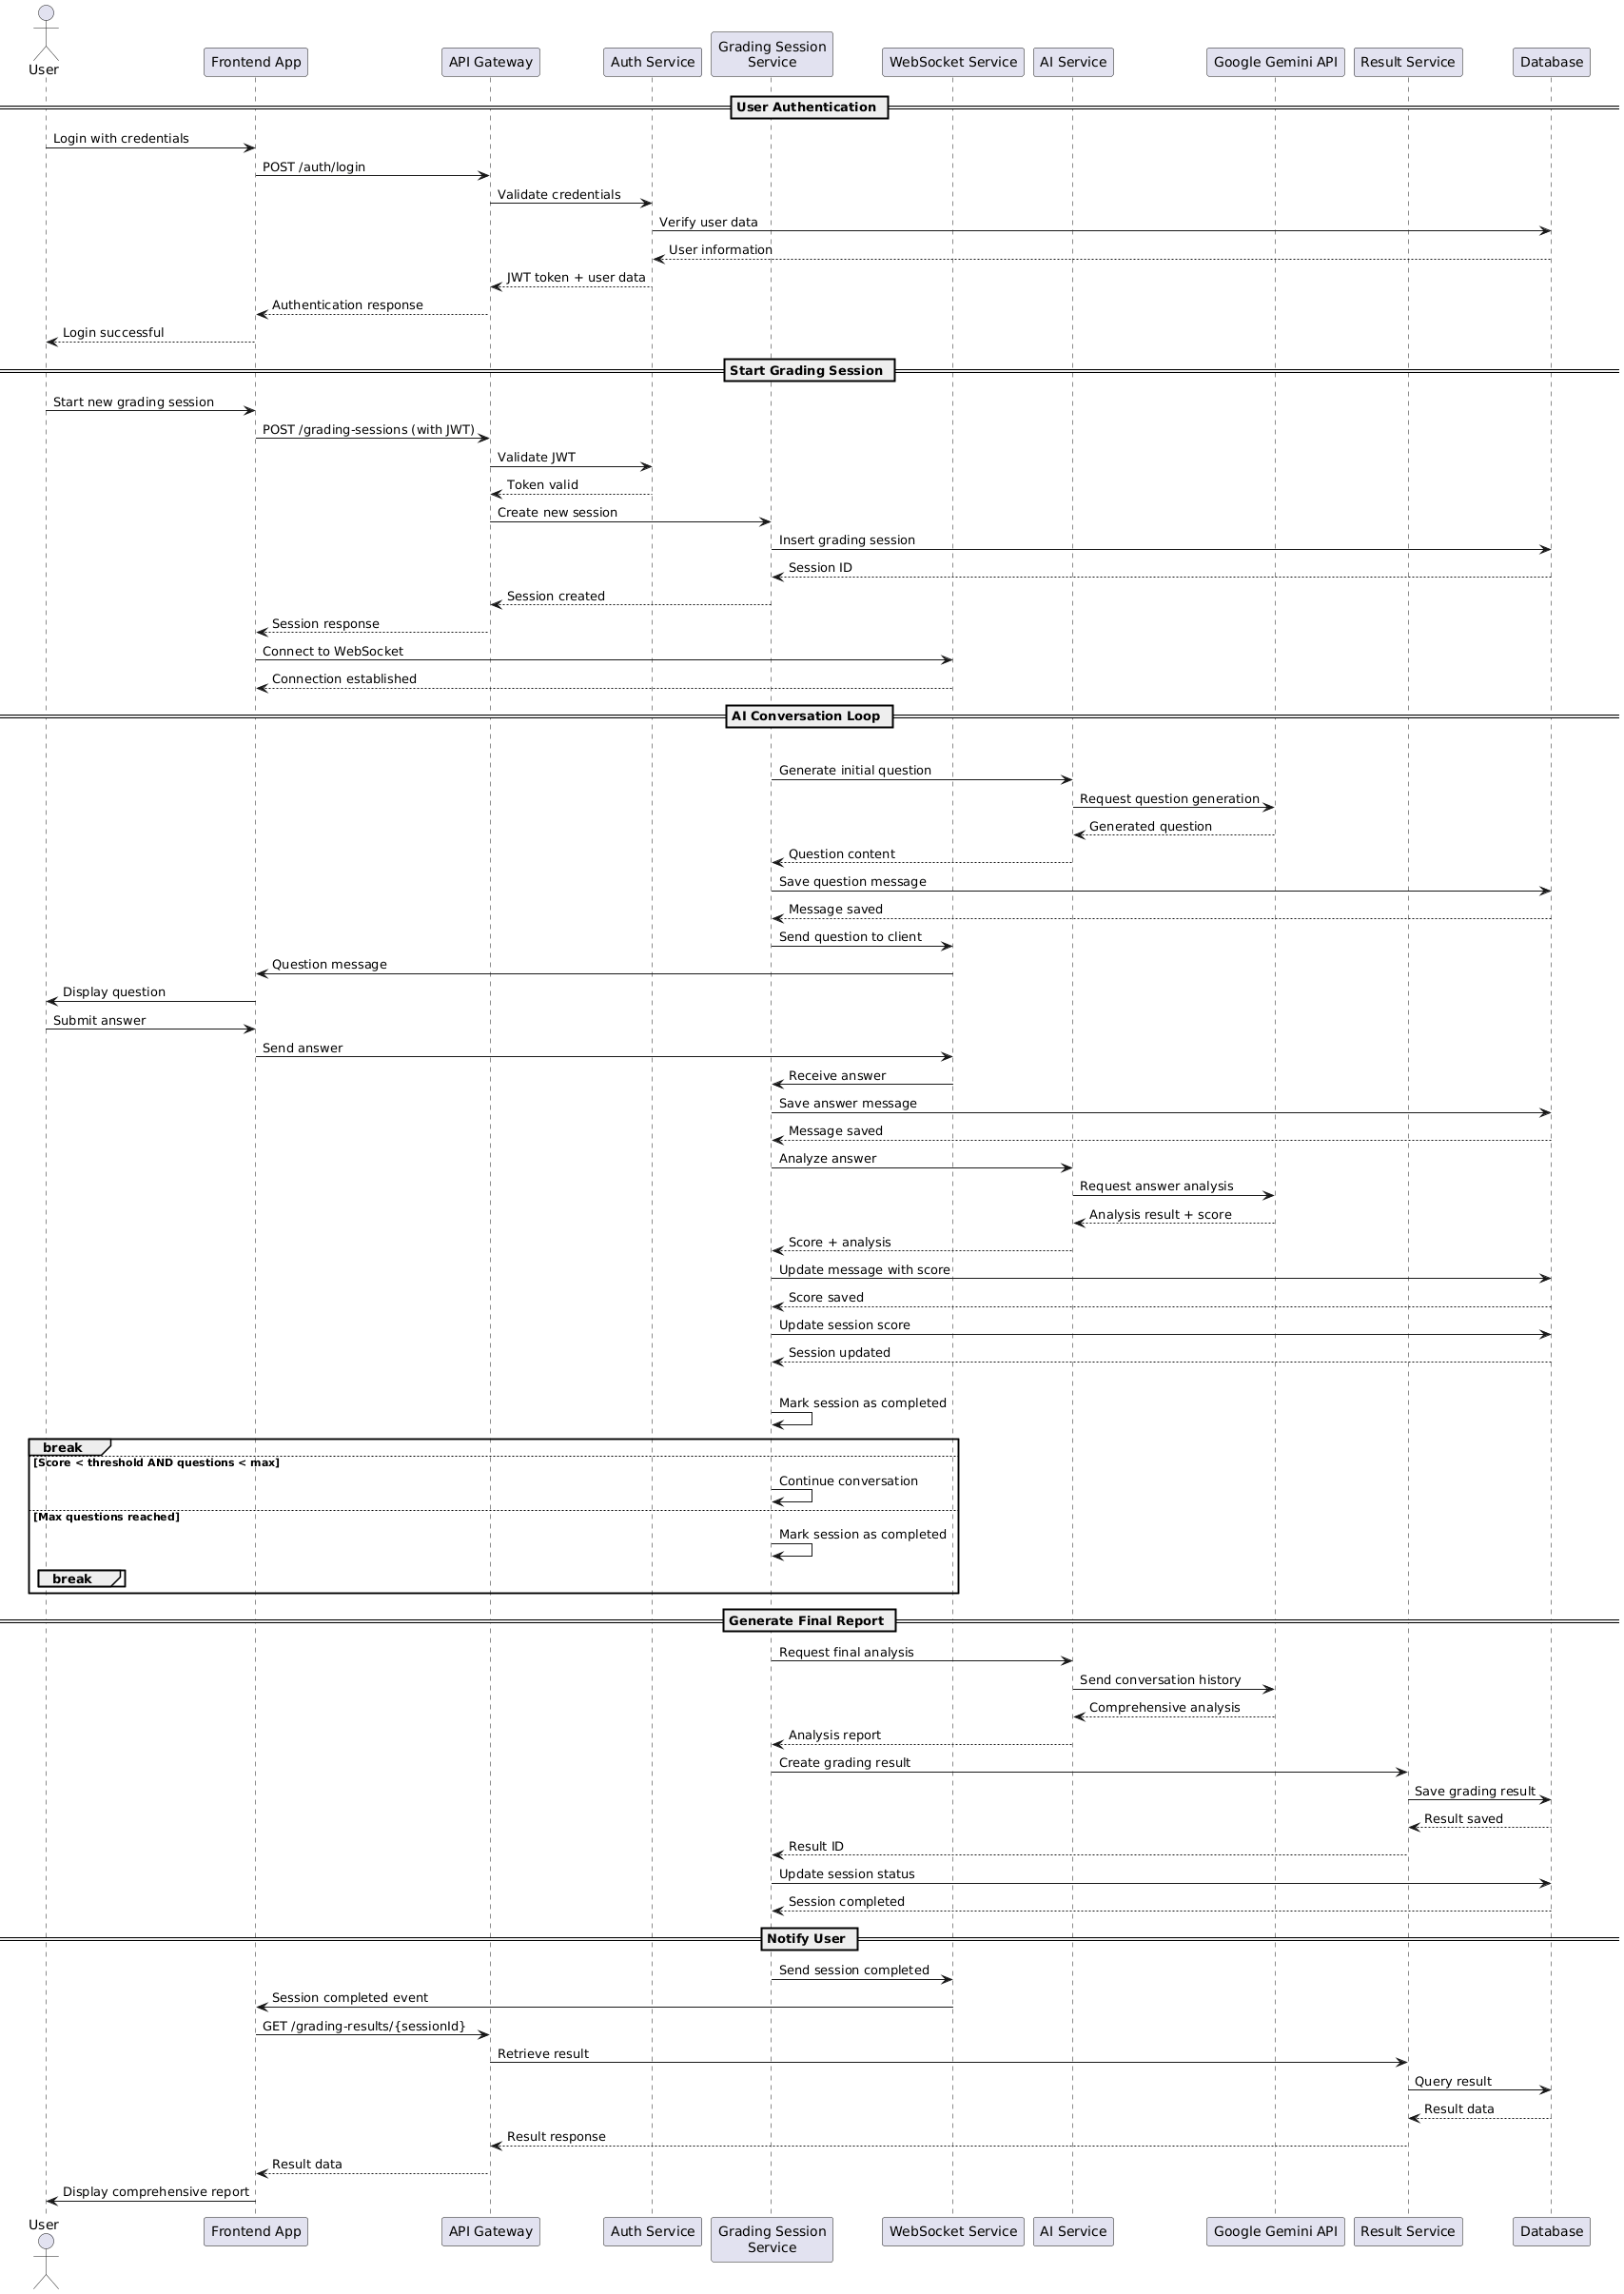 User
Frontend App
API Gateway
Auth Service
Grading Session
Service
WebSocket Service
AI Service
Google Gemini API
Result Service
Database
User Authentication
Login with credentials
POST /auth/login
Validate credentials
Verify user data
User information
JWT token + user data
Authentication response
Login successful
Start Grading Session
Start new grading session
POST /grading-sessions (with JWT)
Validate JWT
Token valid
Create new session
Insert grading session
Session ID
Session created
Session response
Connect to WebSocket
Connection established
AI Conversation Loop
Generate initial question
Request question generation
Generated question
Question content
Save question message
Message saved
Send question to client
Question message
Display question
Submit answer
Send answer
Receive answer
Save answer message
Message saved
Analyze answer
Request answer analysis
Analysis result + score
Score + analysis
Update message with score
Score saved
Update session score
Session updated
Mark session as completed
break
[Score < threshold AND questions < max]
Continue conversation
[Max questions reached]
Mark session as completed
break
Generate Final Report
Request final analysis
Send conversation history
Comprehensive analysis
Analysis report
Create grading result
Save grading result
Result saved
Result ID
Update session status
Session completed
Notify User
Send session completed
Session completed event
GET /grading-results/{sessionId}
Retrieve result
Query result
Result data
Result response
Result data
Display comprehensive report
User
Frontend App
API Gateway
Auth Service
Grading Session
Service
WebSocket Service
AI Service
Google Gemini API
Result Service
Database